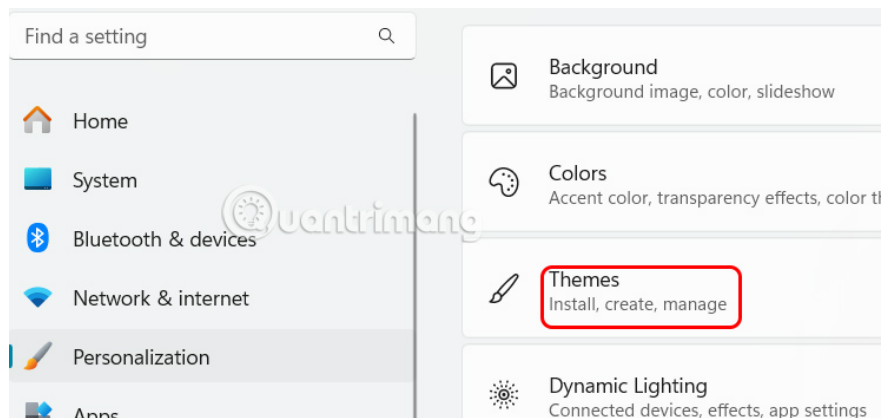 Find a setting
Home
System
Bluetooth & devices
Network & internet
Personalization
Apps
Background
Background image, color, slideshow
Colors
Accent color, transparency effects, color
Themes
Install, create, manage
Dynamic Lighting
Connected devices, effects, app settings
Quantrimang